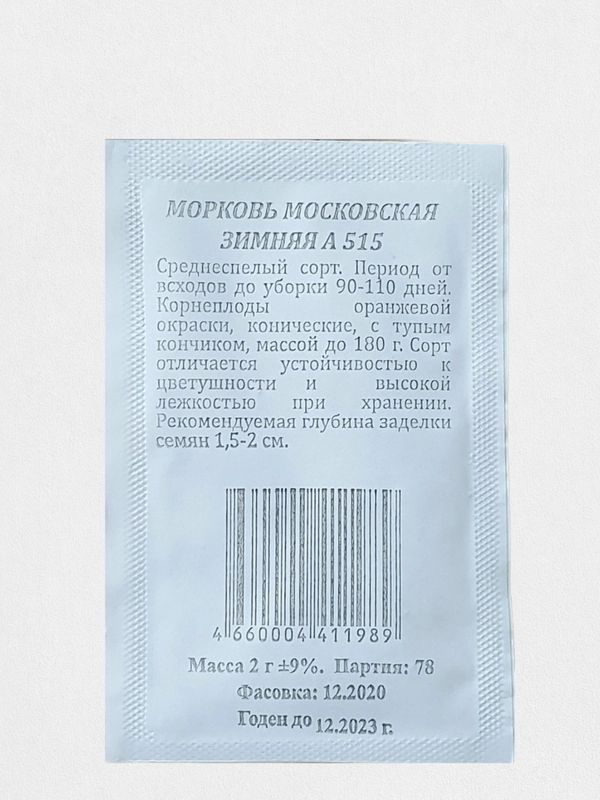 МОРКОВЬ МОСКОВСКАЯ
ЗИМНЯЯ А 515
Среднеспелый сорт. Период от
всходов до уборки 90-110 дней.
Корнеплоды оранжевой
окраски, конические, с тупым
кончиком, массой до 180 г. Сорт
отличается устойчивостью к
цветушности и высокой
лежкостью при хранении.
Рекомендуемая глубина заделки
семян 1,5-2 см.
4 660004 411989
Масса 2 г ±9%. Партия: 78
Фасовка: 12.2020
Годен до 12.2023 г.